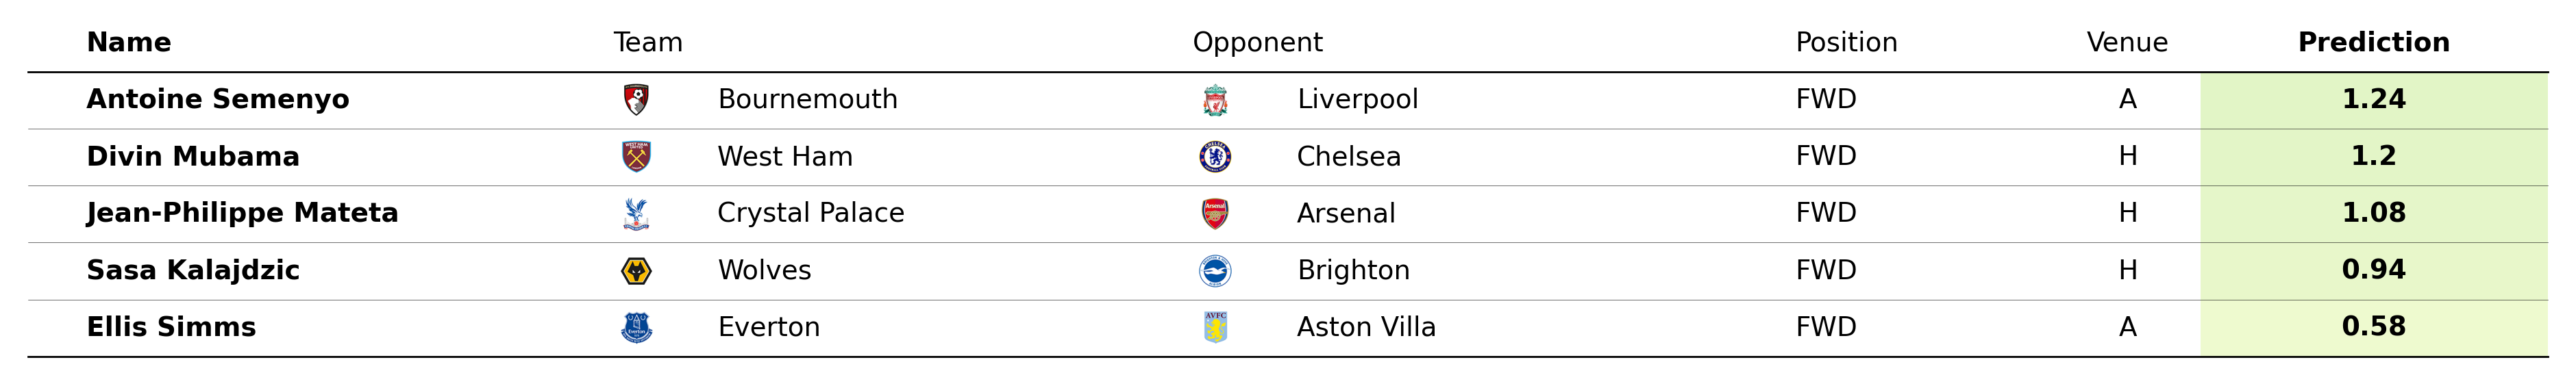 Name Team Opponent Position Venue Prediction
Antoine Semenyo Bournemouth Liverpool FWD A 1.24
Divin Mubama West Ham Chelsea FWD H 1.2
Jean-Philippe Mateta Crystal Palace Arsenal FWD H 1.08
Sasa Kalajdzic Wolves Brighton FWD H 0.94
Ellis Simms Everton Aston Villa FWD A 0.58